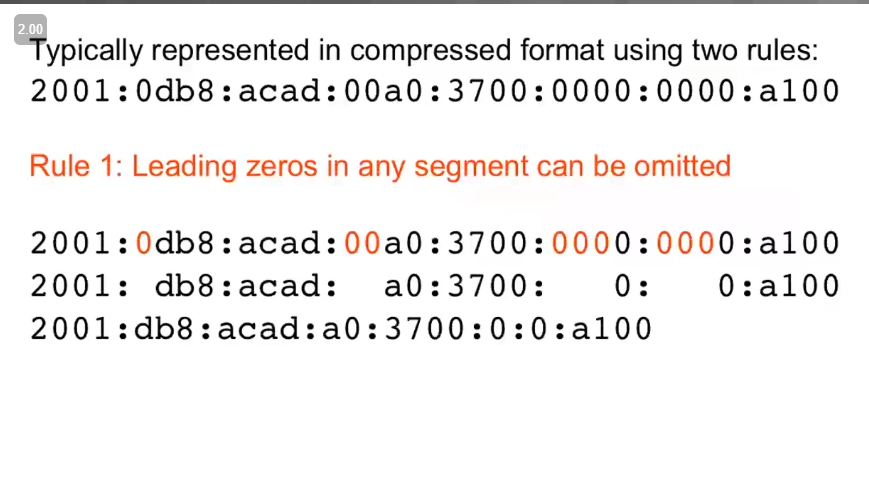 2.00
Typically represented in compressed format using two rules:
2001:0db8:acad:00a0:3700:0000:0000:a100
Rule 1: Leading zeros in any segment can be omitted
2001:0db8:acad:00a0:3700:0000:0000:a100
2001: db8:acad:  a0:3700:   0:   0:a100
2001:db8:acad:a0:3700:0:0:a100